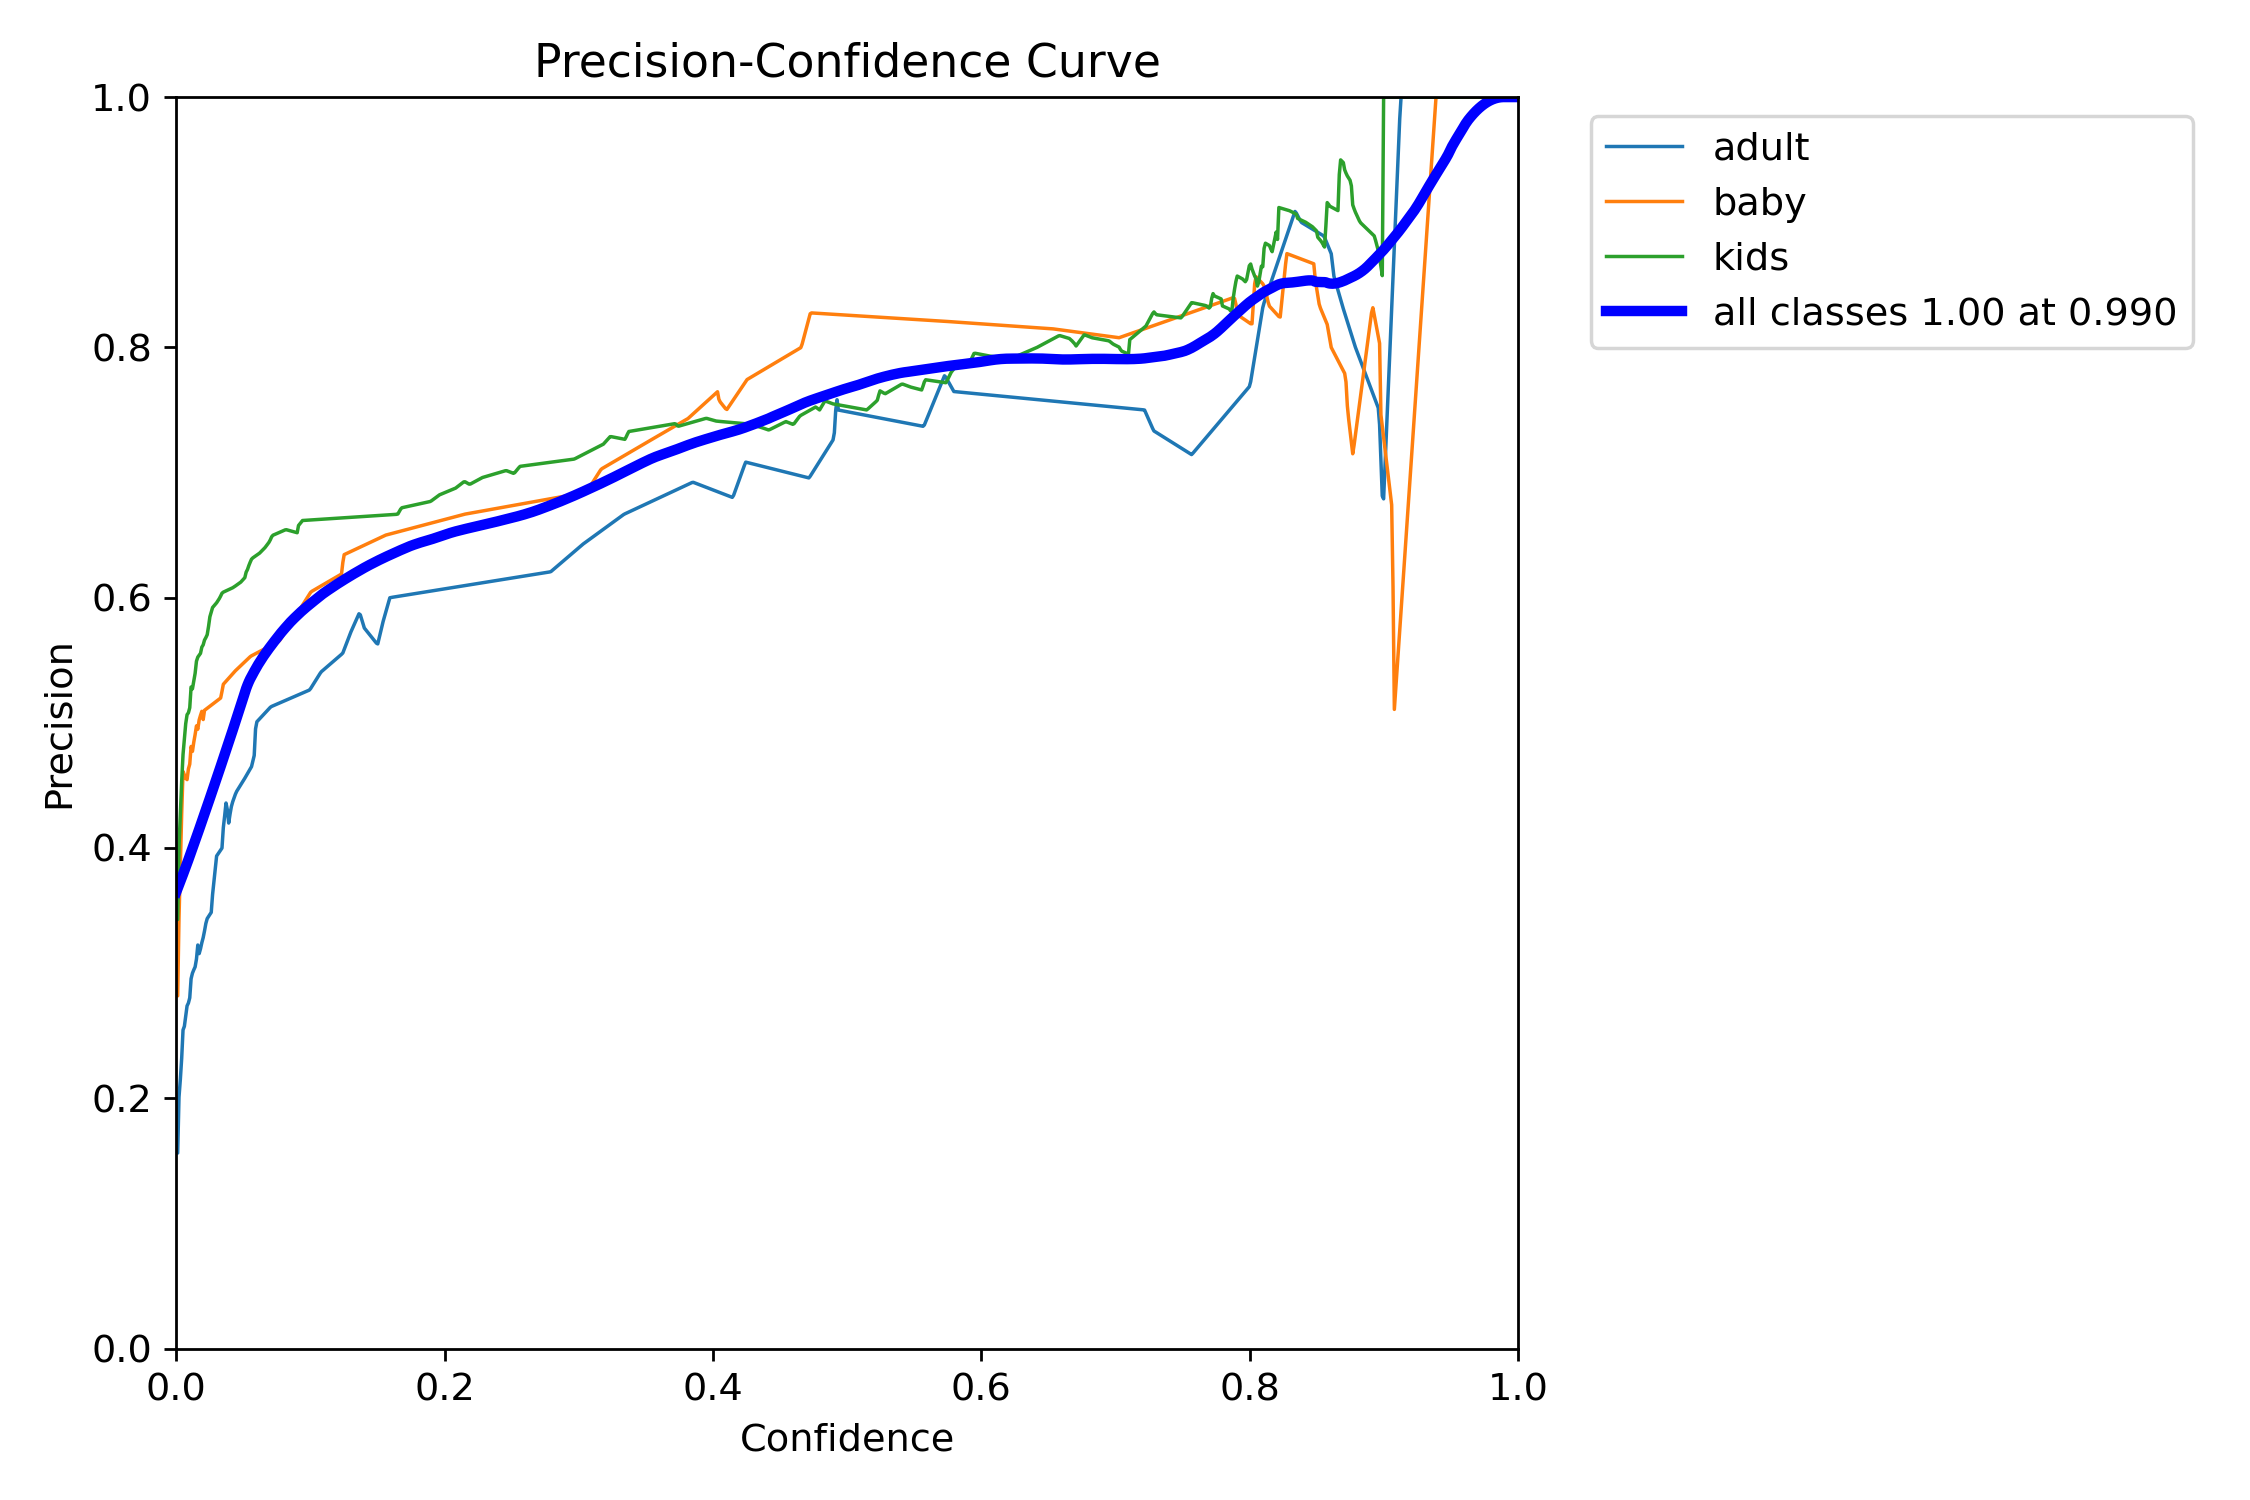 Precision-Confidence Curve
1.0
0.8
0.6
0.4
0.2
0.0
Precision
0.0 0.2 0.4 0.6 0.8 1.0
Confidence
adult
baby
kids
all classes 1.00 at 0.990